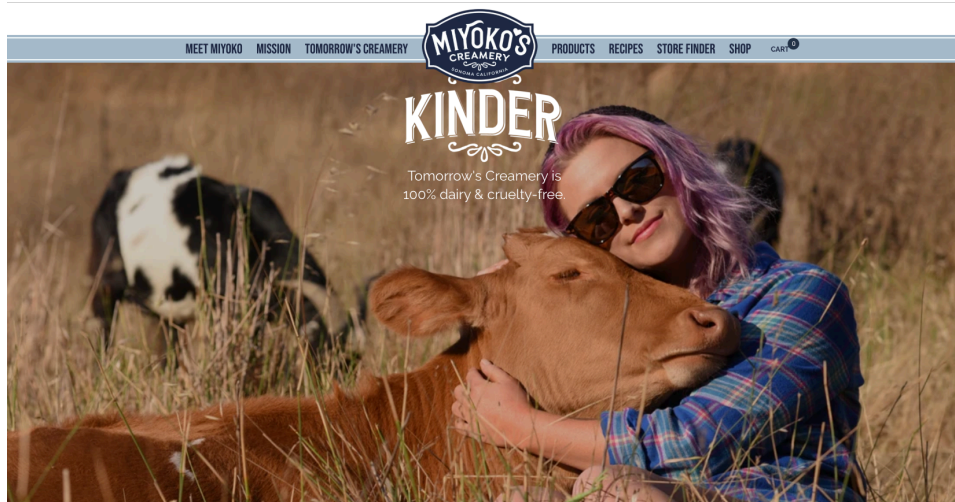 MEET MIYOKO MISSION TOMORROW'S CREAMERY
MIYOKO'S
CREAMERY
SONOMA CALIFORNIA
PRODUCTS RECIPES STORE FINDER SHOP CART 0
KINDER
Tomorrow's Creamery is
100% dairy & cruelty-free.